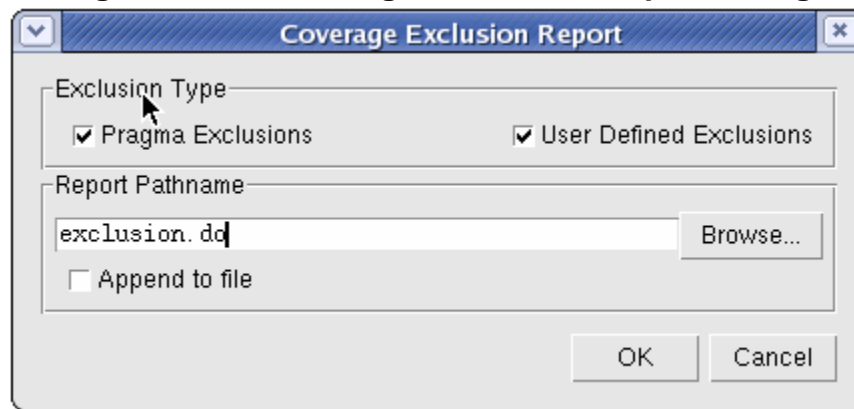 Coverage Exclusion Report
Exclusion Type
Pragma Exclusions User Defined Exclusions
Report Pathname
exclusion.do Browse...
Append to file
OK Cancel